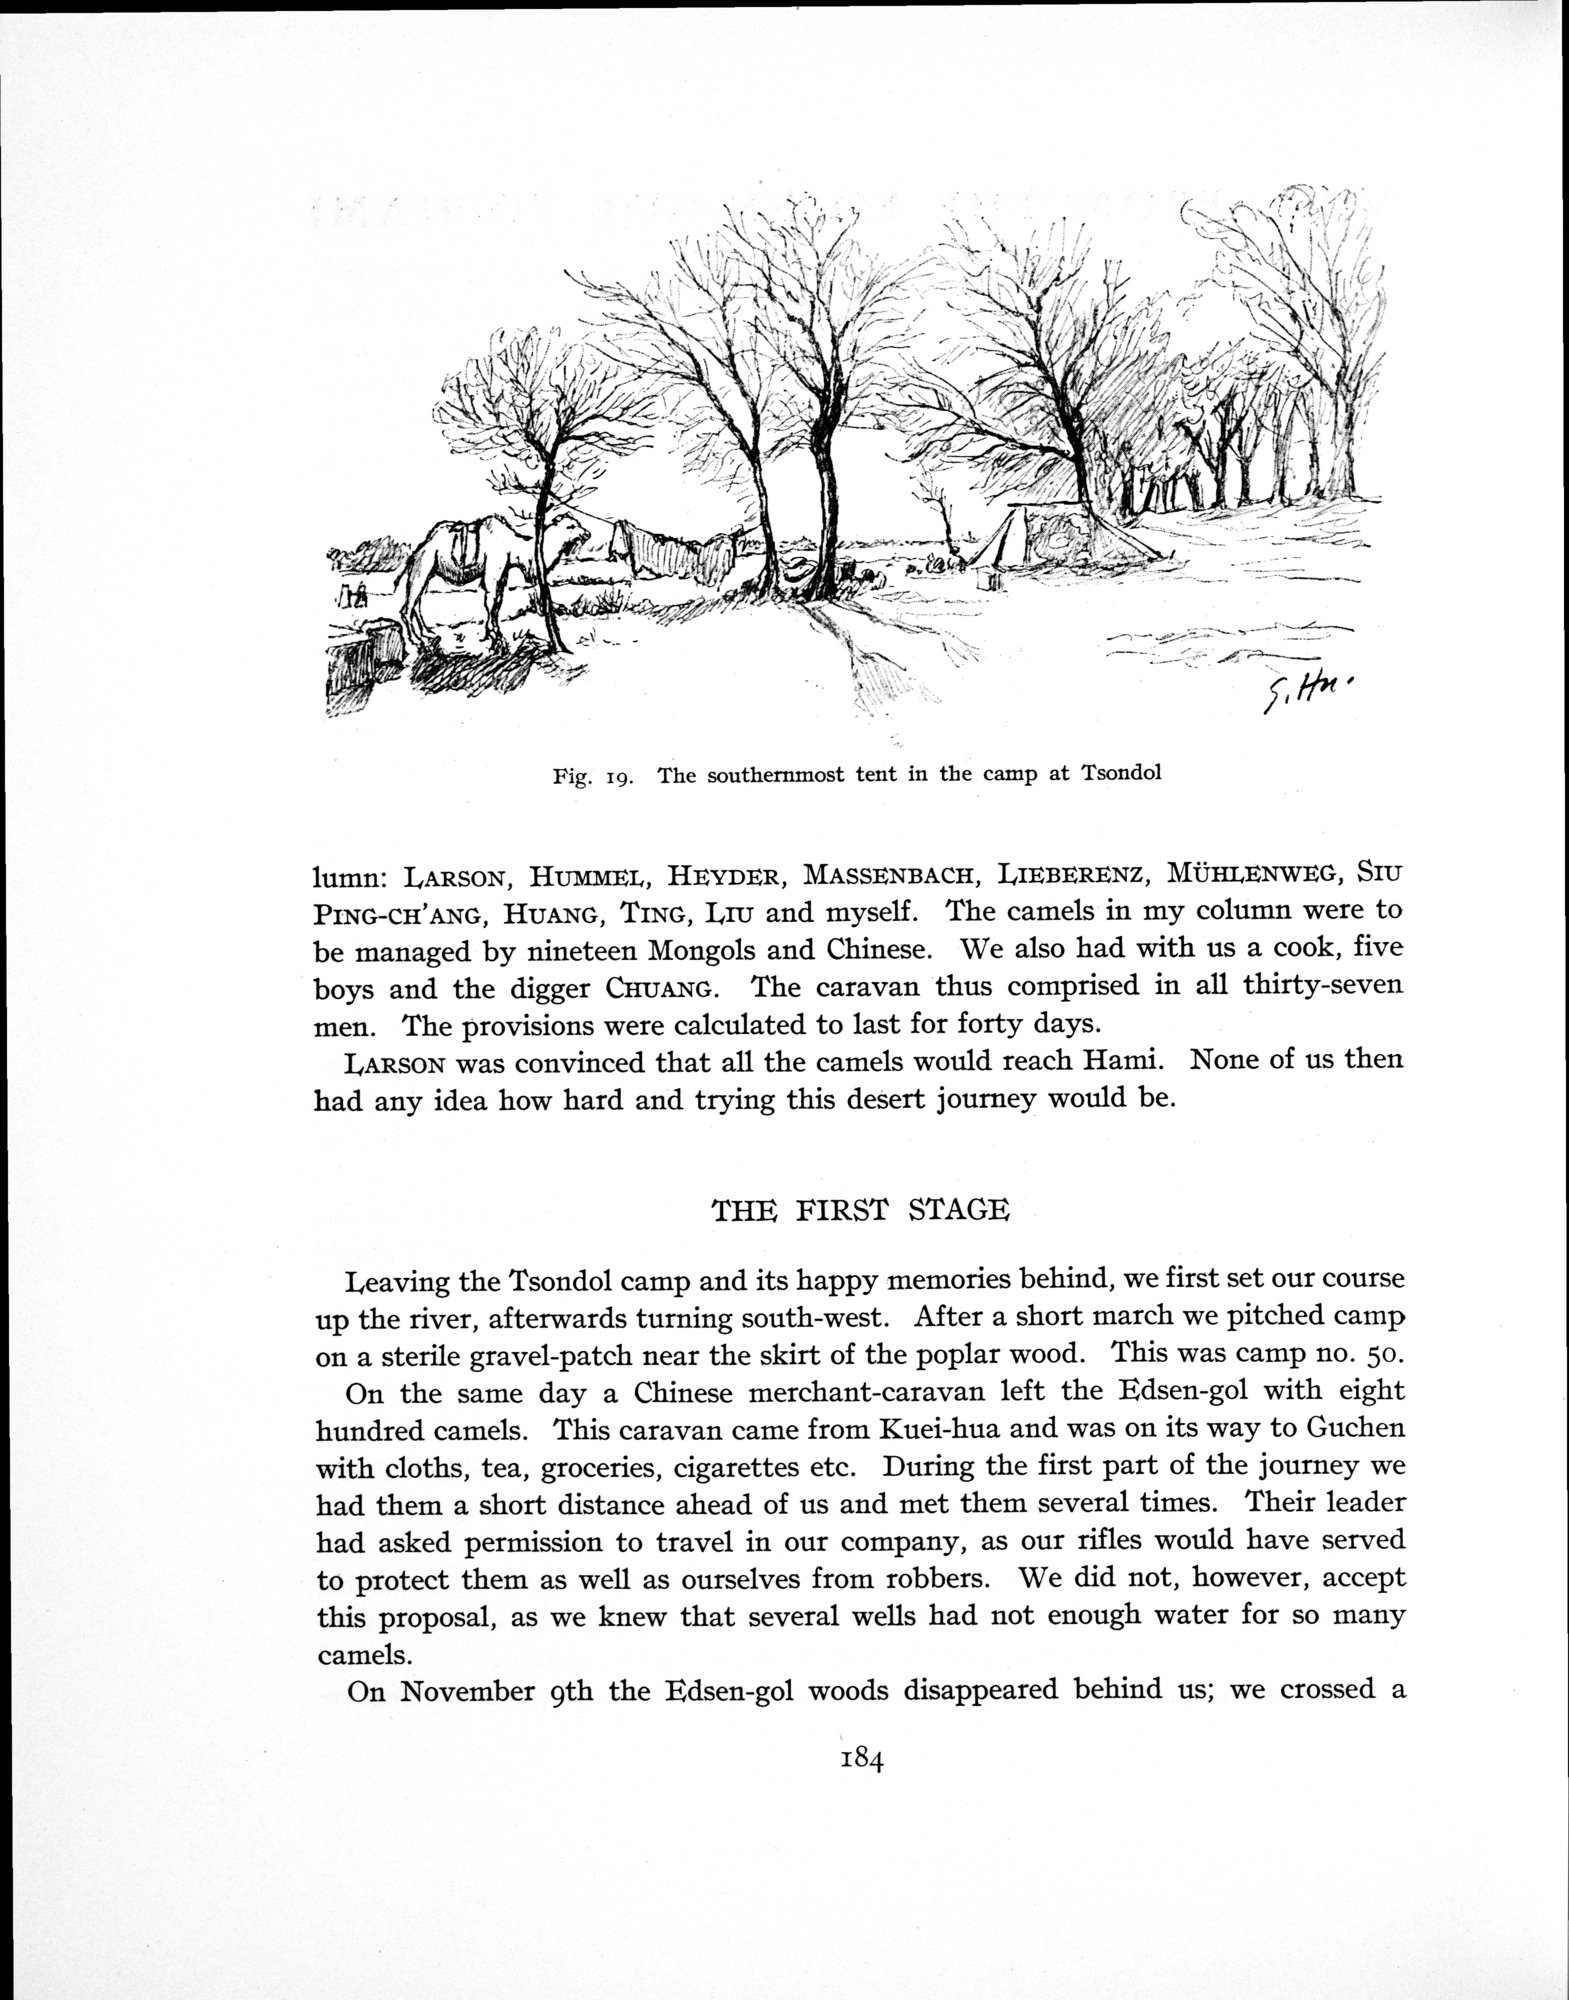 S. Hn.
Fig. 19. The southernmost tent in the camp at Tsondol
lumn: LARSON, HUMMEL, HEYDER, MASSENBACH, LIEBERENZ, MÜHLENWEG, SIU
PING-CH'ANG, HUANG, TING, LIU and myself. The camels in my column were to
be managed by nineteen Mongols and Chinese. We also had with us a cook, five
boys and the digger CHUANG. The caravan thus comprised in all thirty-seven
men. The provisions were calculated to last for forty days.
LARSON was convinced that all the camels would reach Hami. None of us then
had any idea how hard and trying this desert journey would be.
THE FIRST STAGE
Leaving the Tsondol camp and its happy memories behind, we first set our course
up the river, afterwards turning south-west. After a short march we pitched camp
on a sterile gravel-patch near the skirt of the poplar wood. This was camp no. 50.
On the same day a Chinese merchant-caravan left the Edsen-gol with eight
hundred camels. This caravan came from Kuei-hua and was on its way to Guchen
with cloths, tea, groceries, cigarettes etc. During the first part of the journey we
had them a short distance ahead of us and met them several times. Their leader
had asked permission to travel in our company, as our rifles would have served
to protect them as well as ourselves from robbers. We did not, however, accept
this proposal, as we knew that several wells had not enough water for so many
camels.
On November 9th the Edsen-gol woods disappeared behind us; we crossed a
184